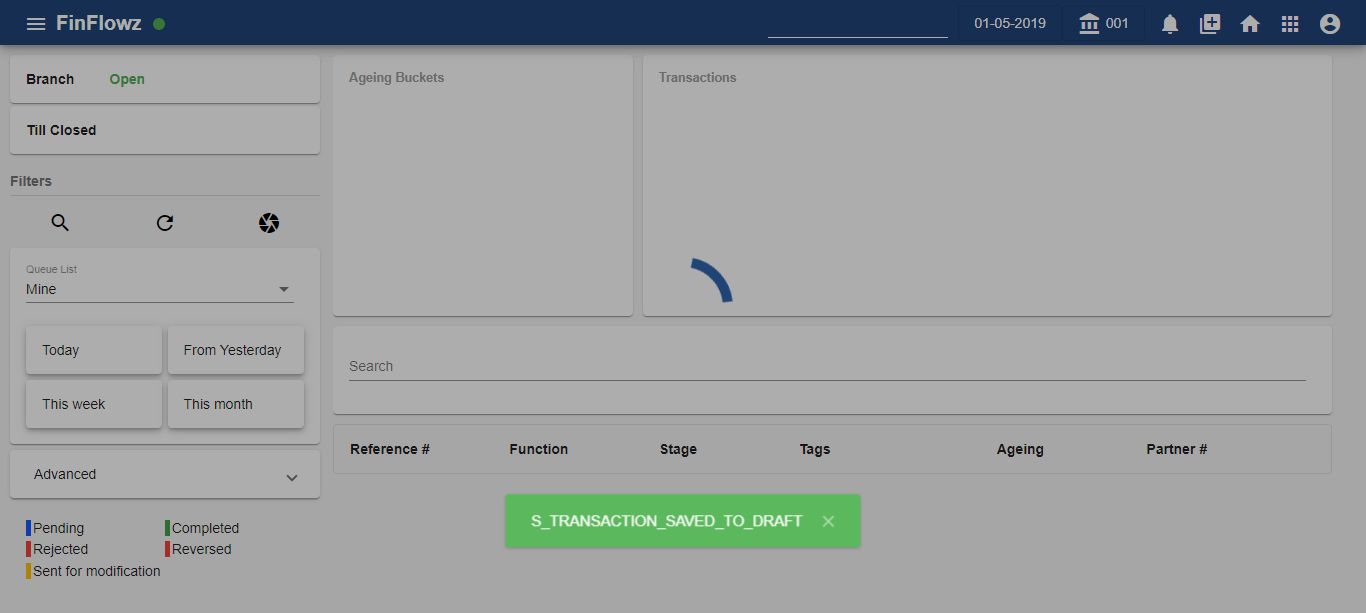 FinFlowz
01-05-2019
001
Branch Open
Till Closed
Filters
Queue List
Mine
Today
From Yesterday
This week
This month
Advanced
Pending
Completed
Rejected
Reversed
Sent for modification
Ageing Buckets
Transactions
Search
Reference # Function Stage Tags Ageing Partner #
S_TRANSACTION_SAVED_TO_DRAFT